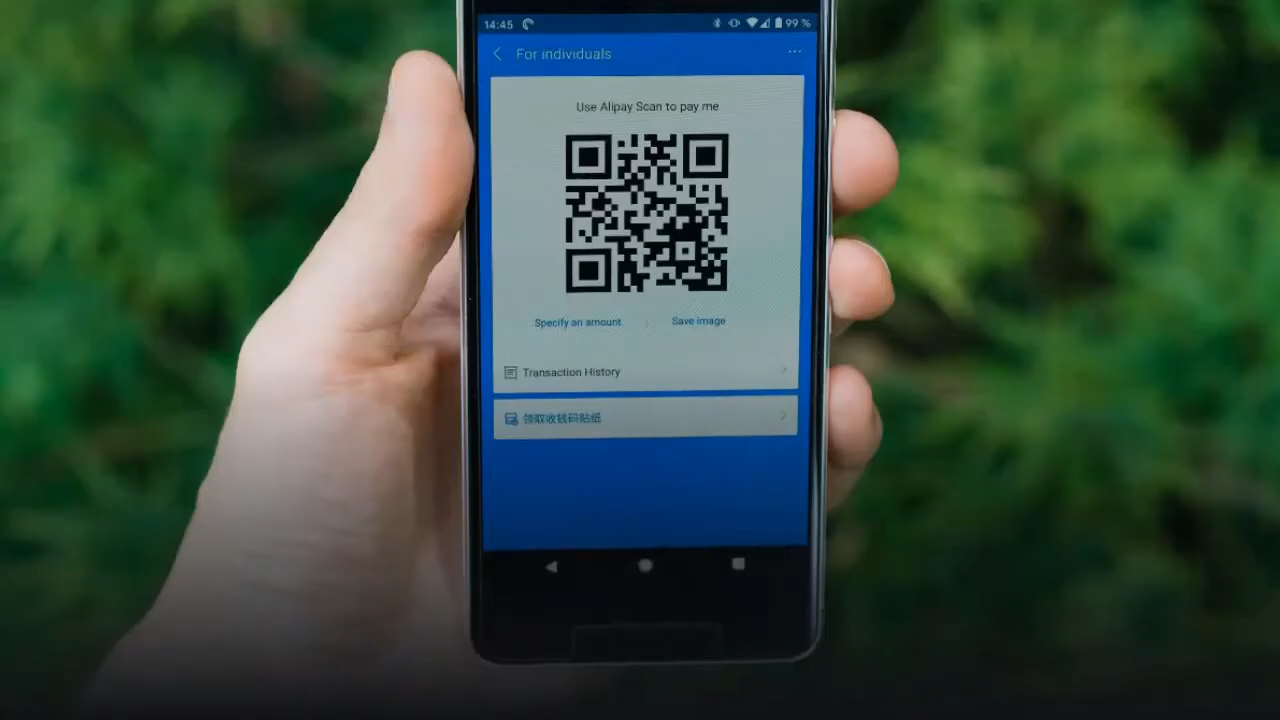 14:45
99 %
For individuals
Use Alipay Scan to pay me
Specify an amount
Save image
Transaction History
领取收钱码贴纸